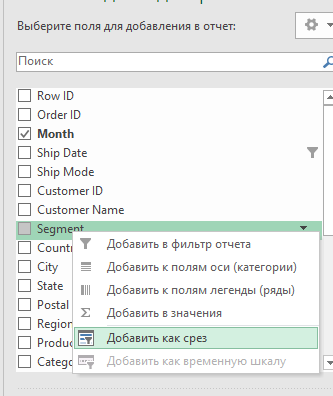 Выберите поля для добавления в отчет:
Поиск
Row ID
Order ID
Month
Ship Date
Ship Mode
Customer ID
Customer Name
Segment
Добавить в фильтр отчета
Countr
Добавить к полям оси (категории)
City
State
Добавить к полям легенды (ряды)
Postal
Добавить в значения
Region
Добавить как срез
Produc
Добавить как временную шкалу
Catego